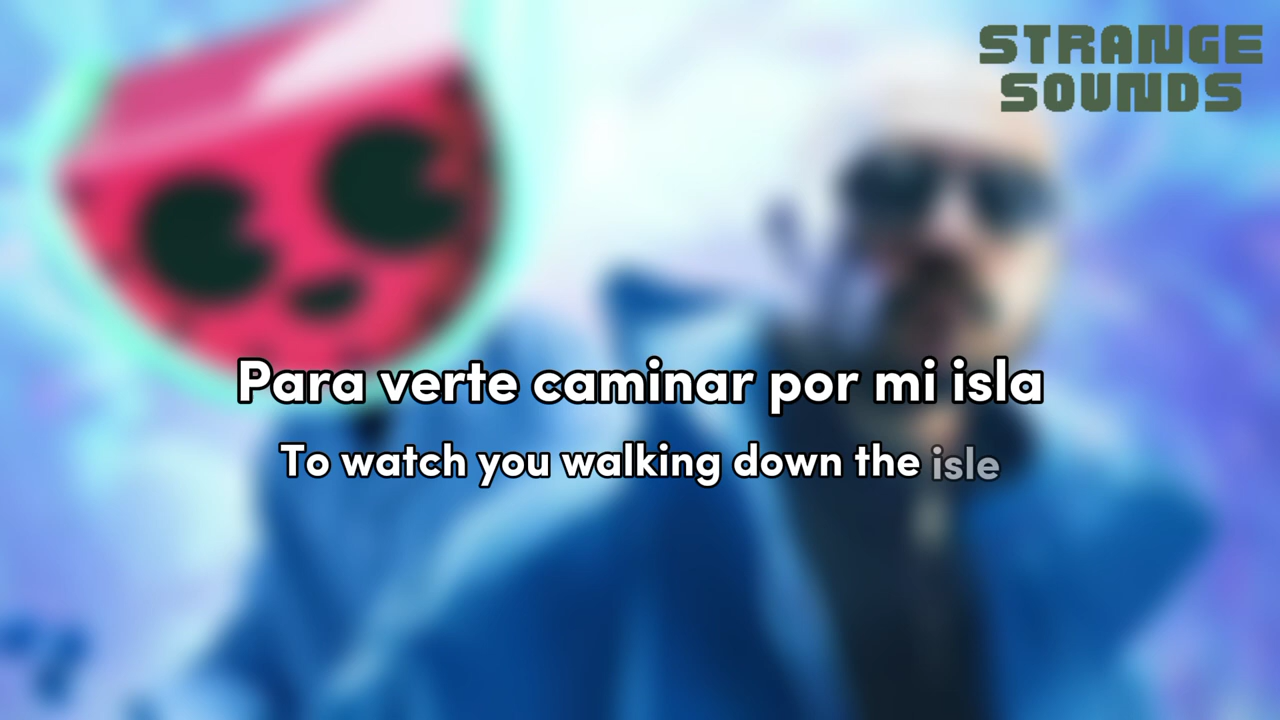 STRANGE
SOUNDS
Para verte caminar por mi isla
To watch you walking down the isle